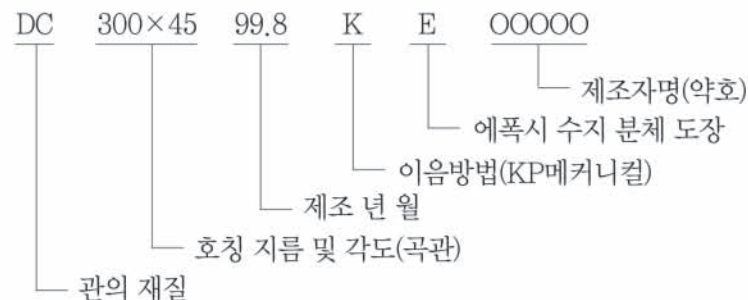 DC 300×45 99.8 K E OOOOO
제조자명(약호)
에폭시 수지 분체 도장
이음방법(KP메커니컬)
제조 년 월
호칭 지름 및 각도(곡관)
관의 재질